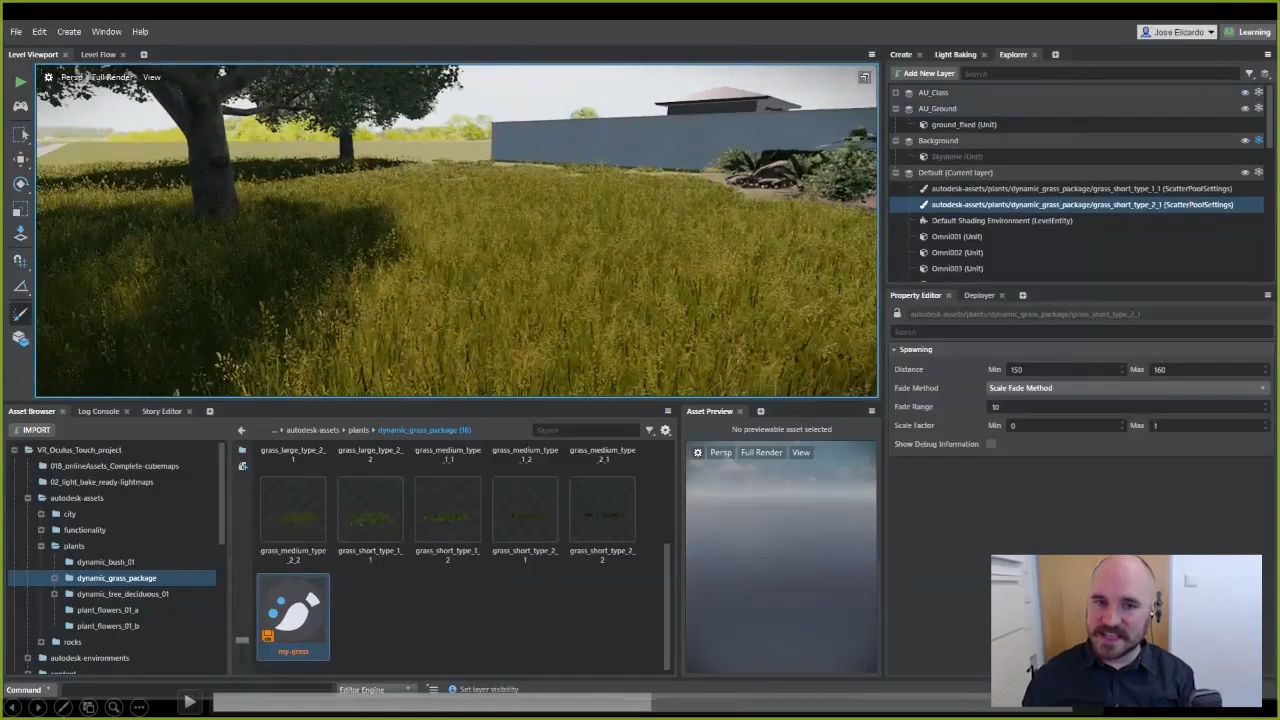 File Edit Create Window Help
Jose Elizardo Learning
Level Viewport Level Flow
Persp Full Render View
Create Light Baking Explorer
Add New Layer Search
AU_Class
AU_Ground
ground_fixed (Unit)
Background
Skydome (Unit)
Default (Current layer)
autodesk-assets/plants/dynamic_grass_package/grass_short_type_1_1 (ScatterPoolSettings)
autodesk-assets/plants/dynamic_grass_package/grass_short_type_2_1 (ScatterPoolSettings)
Default Shading Environment (LevelEntity)
Omni001 (Unit)
Omni002 (Unit)
Omni003 (Unit)
Property Editor Deployer
autodesk-assets/plants/dynamic_grass_package/grass_short_type_2_1
Search
Spawning
Distance Min 150 Max 160
Fade Method Scale Fade Method
Fade Range 10
Scale Factor Min 0 Max 1
Show Debug Information
Asset Browser Log Console Story Editor
IMPORT
VR_Oculus_Touch_project
01B_onlineAssets_Complete-cubemaps
02_light_bake_ready-lightmaps
autodesk-assets
city
functionality
plants
dynamic_bush_01
dynamic_grass_package
dynamic_tree_deciduous_01
plant_flowers_01_a
plant_flowers_01_b
rocks
autodesk-environments
content
... autodesk-assets plants dynamic_grass_package (16) Search
grass_large_type_2_1 grass_large_type_2_2 grass_medium_type_1_1 grass_medium_type_1_2 grass_medium_type_2_1
grass_medium_type_2_2 grass_short_type_1_1 grass_short_type_1_2 grass_short_type_2_1 grass_short_type_2_2
my-grass
Asset Preview
No previewable asset selected
Persp Full Render View
Command Editor Engine Set layer visibility